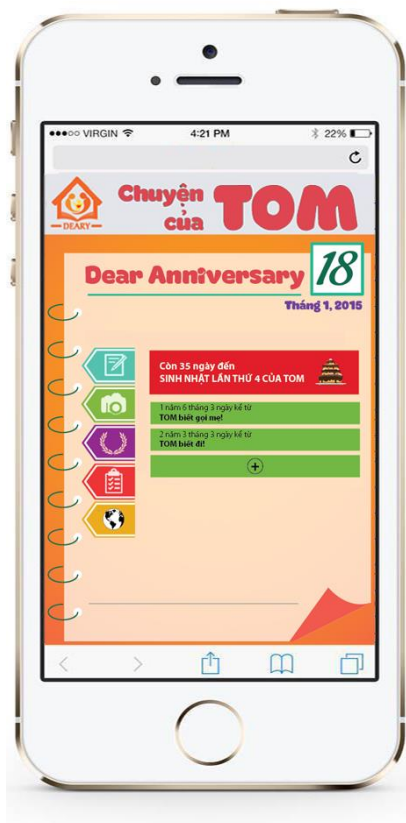 VIRGIN 4:21 PM 22%
Chuyện
của TOM
DEARY
Dear Anniversary 18
Tháng 1, 2015
Còn 35 ngày đến
SINH NHẬT LẦN THỨ 4 CỦA TOM
1 năm 6 tháng 3 ngày kể từ
TOM biết gọi mẹ!
2 năm 3 tháng 3 ngày kể từ
TOM biết đi!